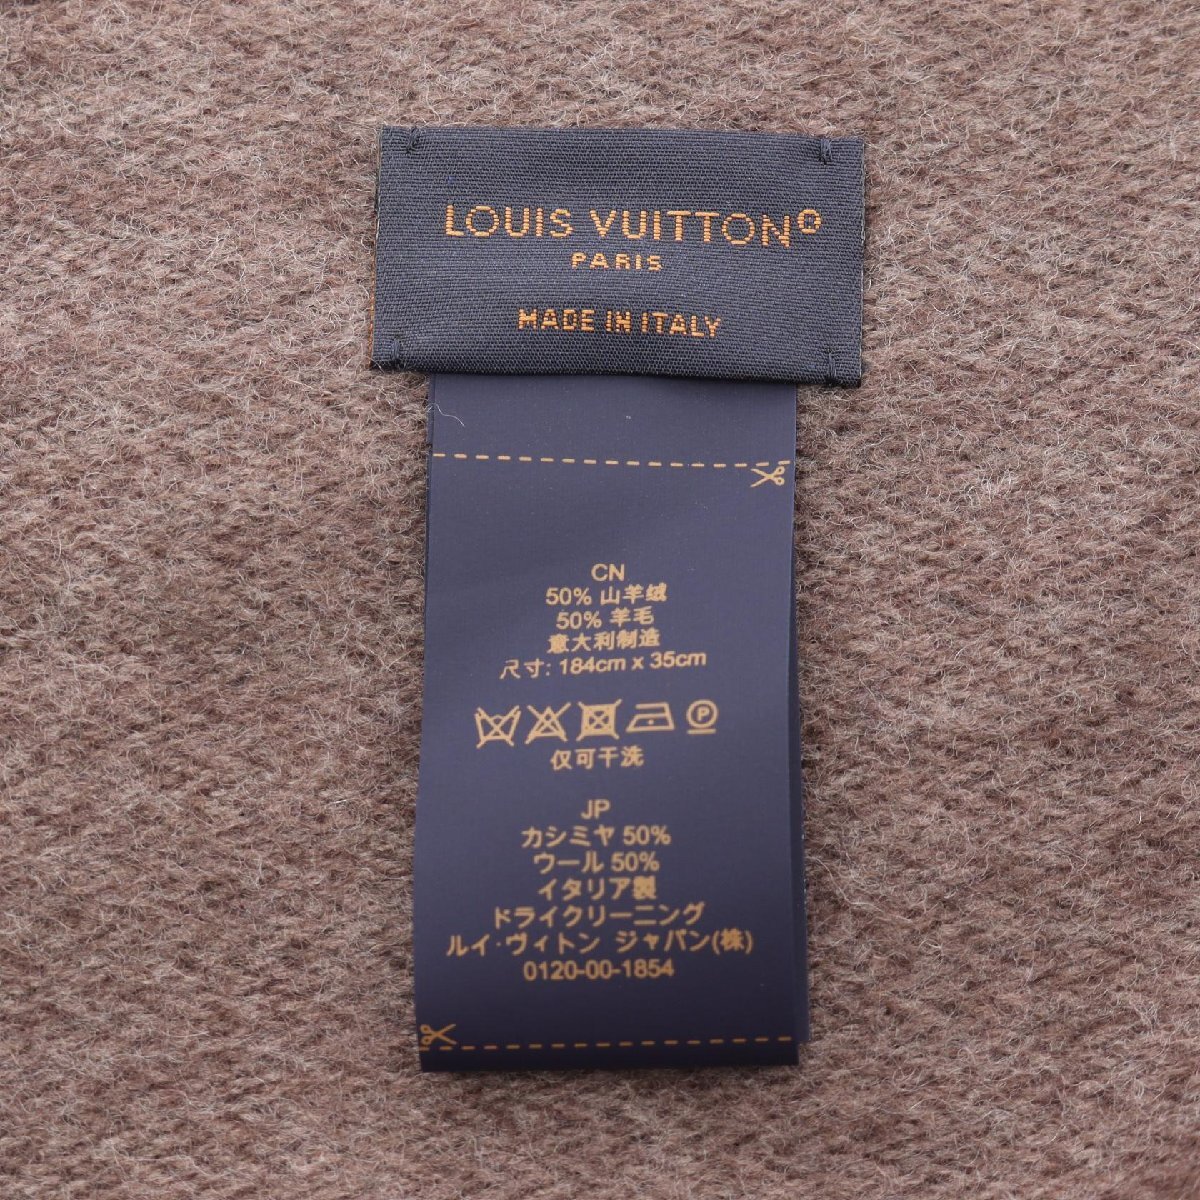 LOUIS VUITTON®
PARIS
MADE IN ITALY
CN
50% 山羊绒
50% 羊毛
意大利制造
尺寸: 184cm x 35cm
P
仅可干洗
JP
カシミヤ 50%
ウール 50%
イタリア製
ドライクリーニング
ルイ・ヴィトン ジャパン(株)
0120-00-1854